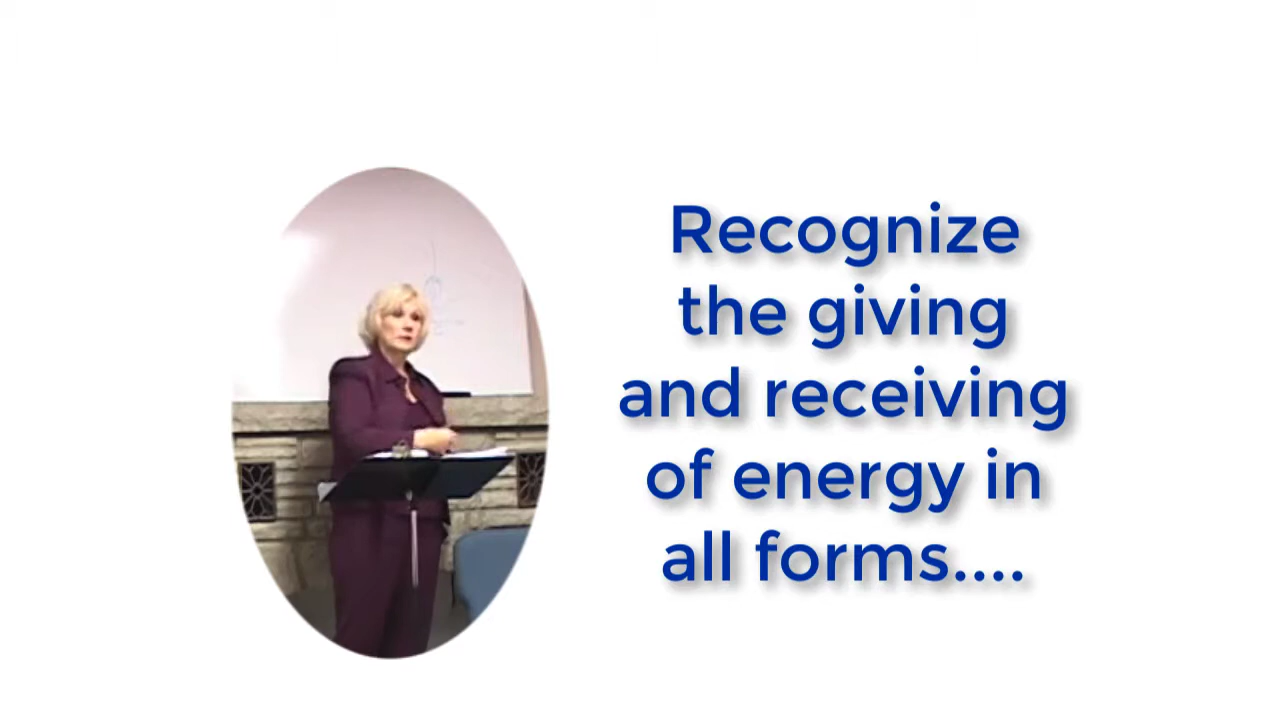 Recognize
the giving
and receiving
of energy in
all forms....